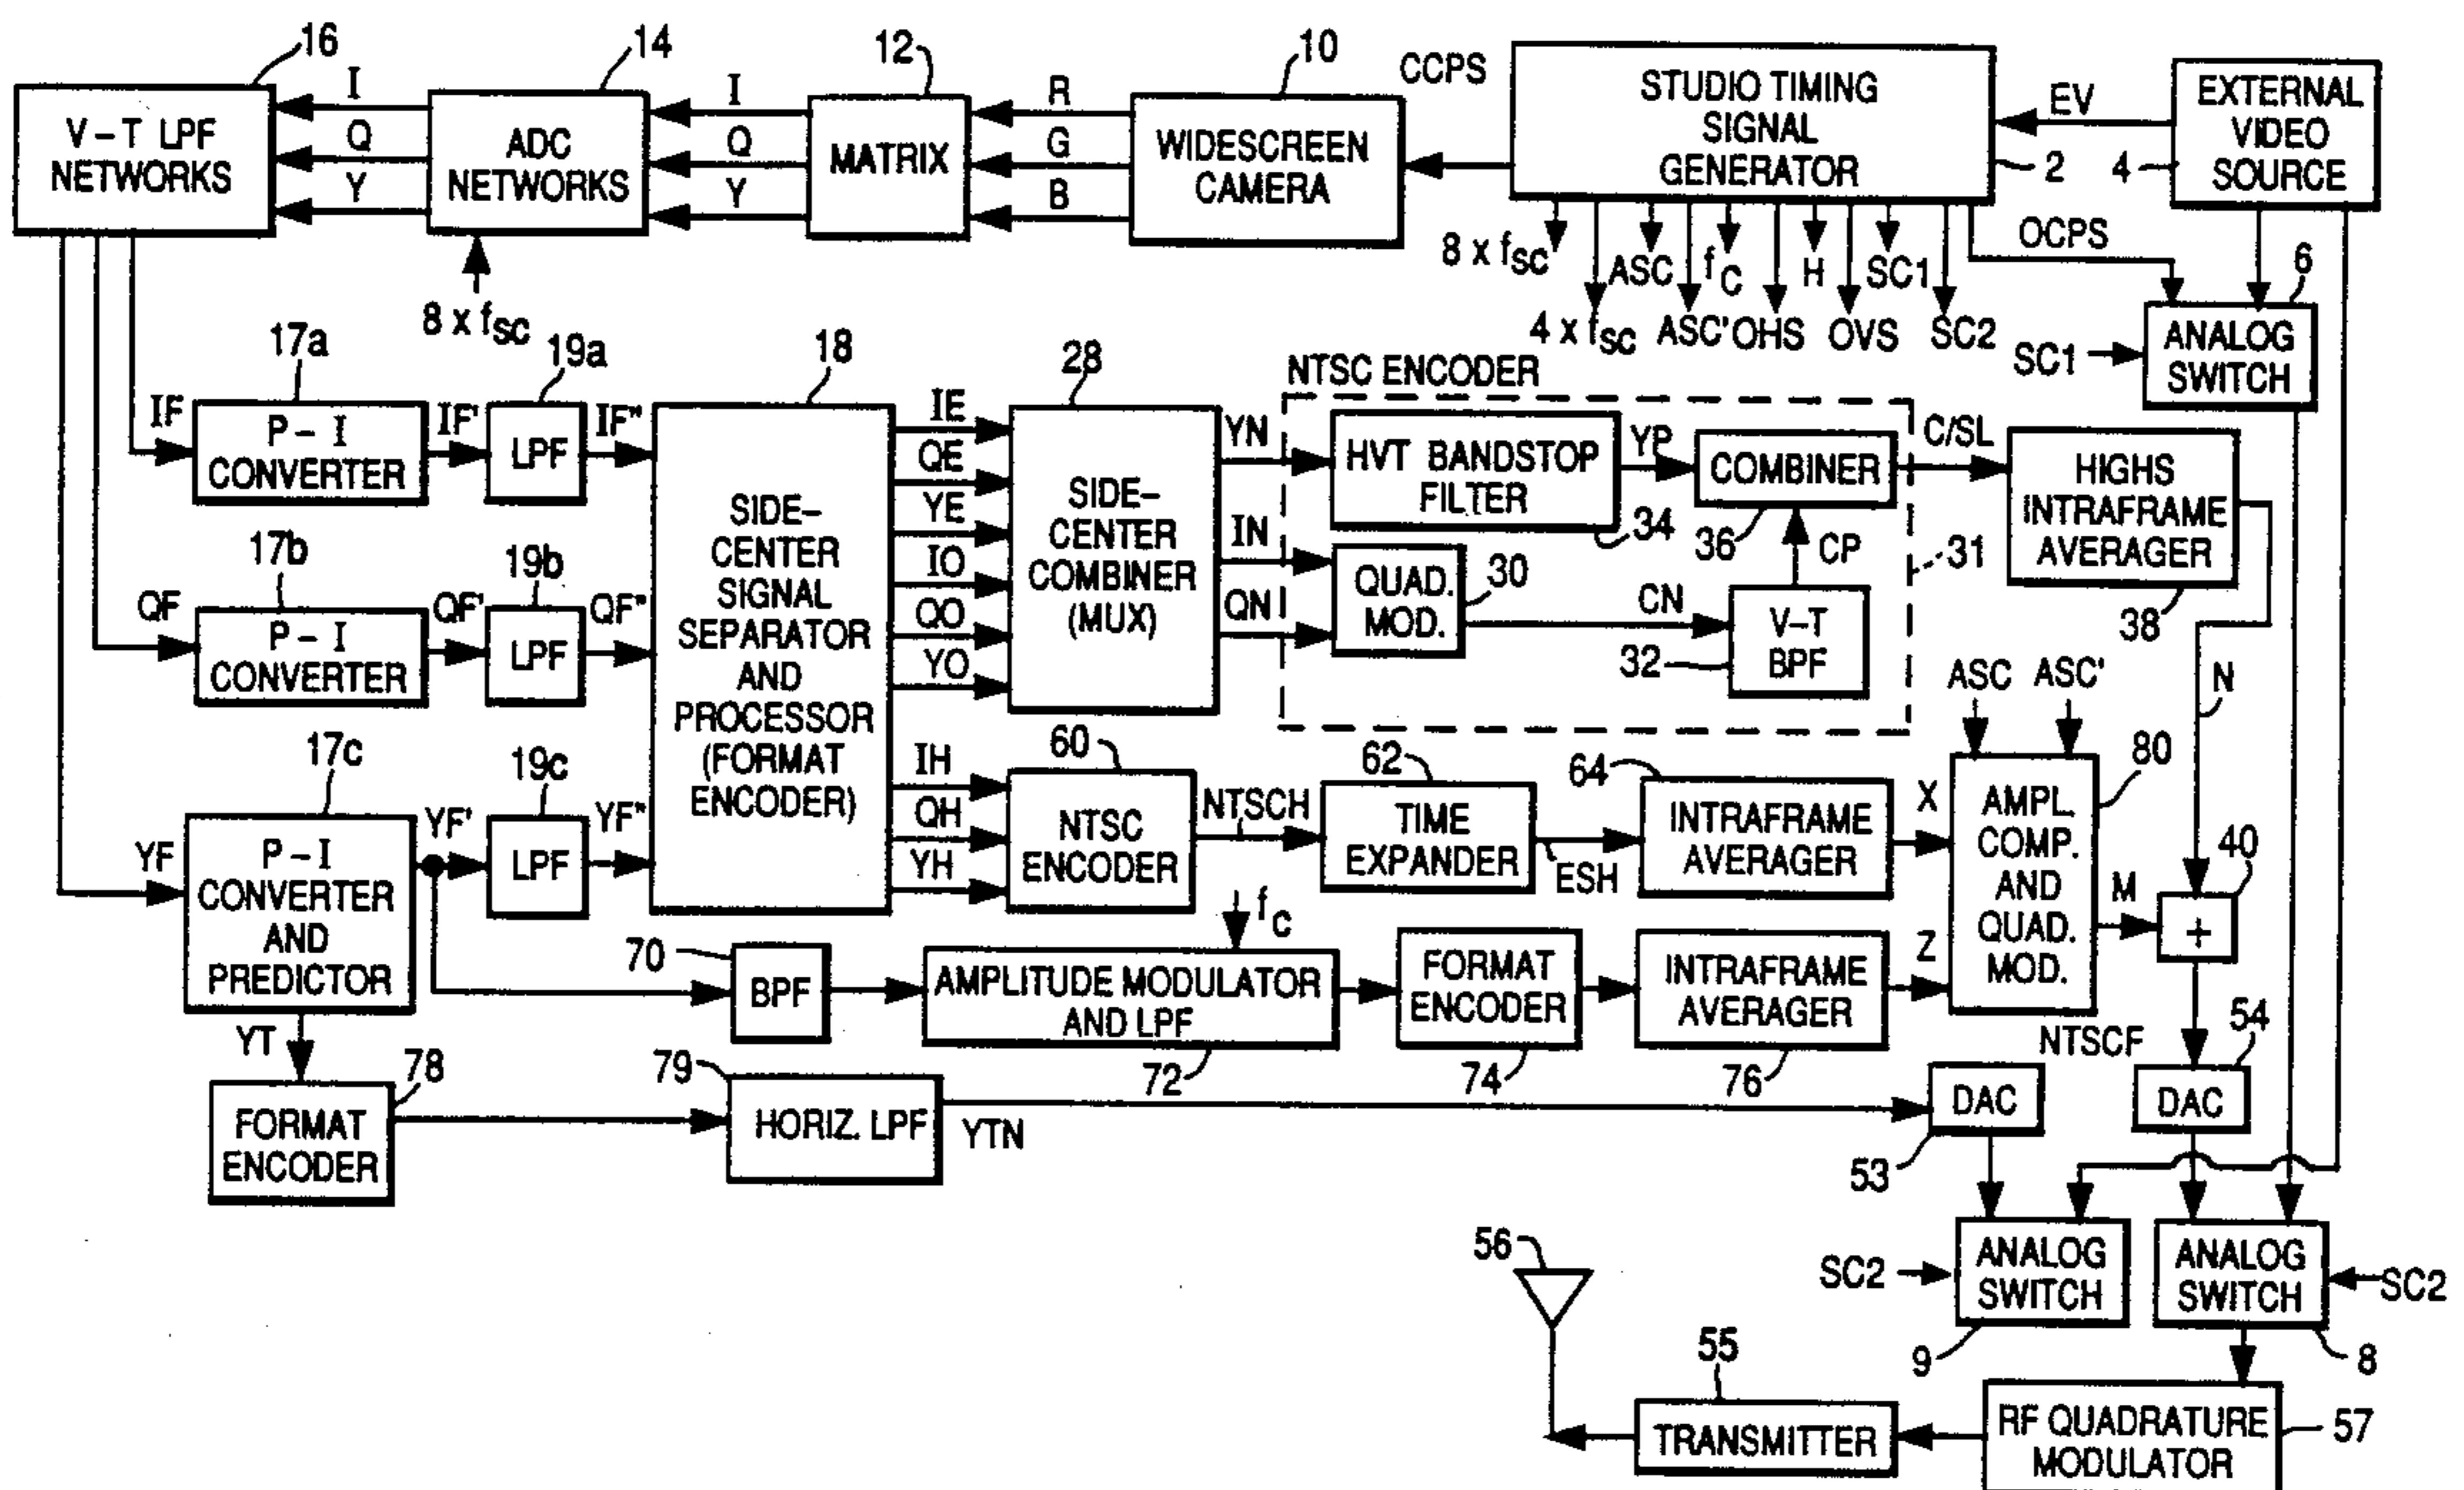 16
14
12
10
CCPS
V-T LPF
NETWORKS
I
Q
Y
ADC
NETWORKS
I
Q
Y
MATRIX
R
G
B
WIDESCREEN
CAMERA
STUDIO TIMING
SIGNAL
GENERATOR
2
EV
4
EXTERNAL
VIDEO
SOURCE
8 x fSC
8 x fSC
4 x fSC
ASC
ASC'
fC
OHS
H
OVS
SC1
SC2
OCPS
6
SC1
ANALOG
SWITCH
17a
19a
18
28
NTSC ENCODER
IF
P-I
CONVERTER
IF'
LPF
IF"
17b
19b
QF
P-I
CONVERTER
QF'
LPF
QF"
17c
19c
YF
P-I
CONVERTER
AND
PREDICTOR
YF'
LPF
YF"
SIDE-
CENTER
SIGNAL
SEPARATOR
AND
PROCESSOR
(FORMAT
ENCODER)
IE
QE
YE
IO
QO
YO
IH
QH
YH
SIDE-
CENTER
COMBINER
(MUX)
YN
IN
QN
HVT BANDSTOP
FILTER
34
YP
COMBINER
36
CP
C/SL
QUAD.
MOD.
30
CN
32
V-T
BPF
31
HIGHS
INTRAFRAME
AVERAGER
38
N
60
NTSC
ENCODER
NTSCH
62
TIME
EXPANDER
ESH
64
INTRAFRAME
AVERAGER
X
ASC
ASC'
80
AMPL.
COMP.
AND
QUAD.
MOD.
M
40
+
70
BPF
fC
AMPLITUDE MODULATOR
AND LPF
72
FORMAT
ENCODER
74
INTRAFRAME
AVERAGER
76
Z
NTSCF
54
DAC
YT
78
FORMAT
ENCODER
79
HORIZ. LPF
YTN
DAC
53
SC2
ANALOG
SWITCH
9
ANALOG
SWITCH
SC2
8
56
55
TRANSMITTER
RF QUADRATURE
MODULATOR
57